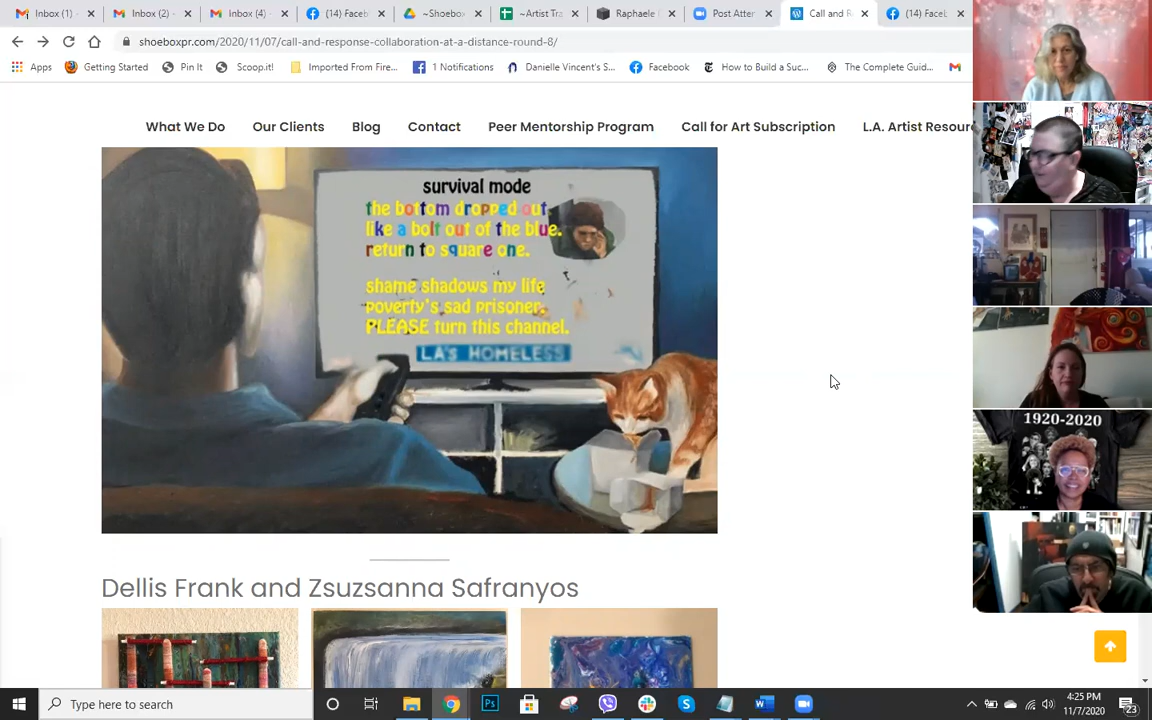 Inbox (1)
Inbox (2) -
Inbox (4) -
(14) Faceb
~Shoebox
~Artist Tra
Raphaele
Post Atten
Call and R
(14) Faceb
shoeboxpr.com/2020/11/07/call-and-response-collaboration-at-a-distance-round-8/
Apps
Getting Started
Pin It
Scoop.it!
Imported From Fire...
1 Notifications
Danielle Vincent's S...
Facebook
How to Build a Suc...
The Complete Guid...
What We Do
Our Clients
Blog
Contact
Peer Mentorship Program
Call for Art Subscription
L.A. Artist Resour
survival mode
the bottom dropped out
like a bolt out of the blue.
return to square one.
shame shadows my life
poverty's sad prisoner.
PLEASE turn this channel.
LA'S HOMELESS
Dellis Frank and Zsuzsanna Safranyos
1920-2020
Type here to search
4:25 PM
11/7/2020
23